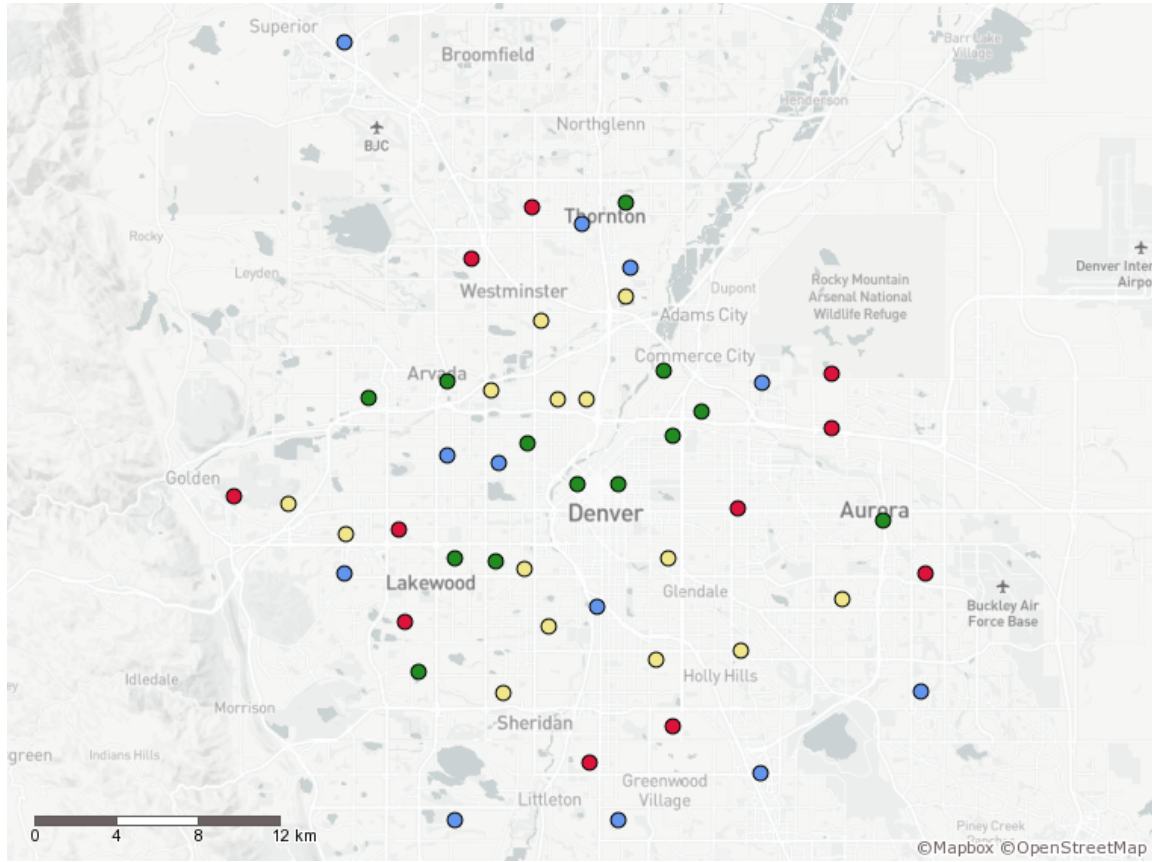 Superior
Broomfield
Barr Lake
Village
Henderson
Northglenn
BJC
Thornton
Rocky
Leyden
Denver Inter
Airpo
Rocky Mountain
Arsenal National
Wildlife Refuge
Dupont
Westminster
Adams City
Commerce City
Arvada
Golden
Denver
Aurora
Lakewood
Glendale
Buckley Air
Force Base
Holly Hills
Idledale
ey
Morrison
Sheridan
green
Indians Hills
Greenwood
Village
Littleton
0 4 8 12 km
Piney Creek
©Mapbox ©OpenStreetMap